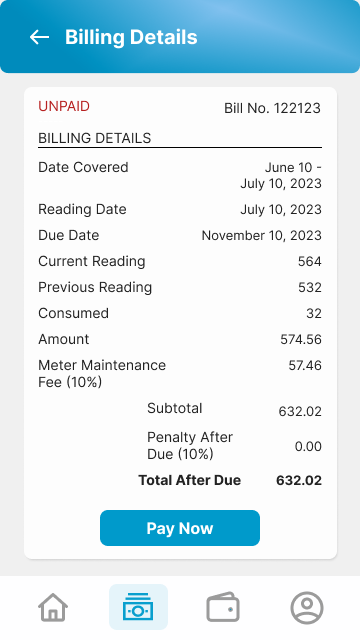 Billing Details
UNPAID Bill No. 122123
BILLING DETAILS
Date Covered June 10 -
July 10, 2023
Reading Date July 10, 2023
Due Date November 10, 2023
Current Reading 564
Previous Reading 532
Consumed 32
Amount 574.56
Meter Maintenance 57.46
Fee (10%)
Subtotal 632.02
Penalty After 0.00
Due (10%)
Total After Due 632.02
Pay Now